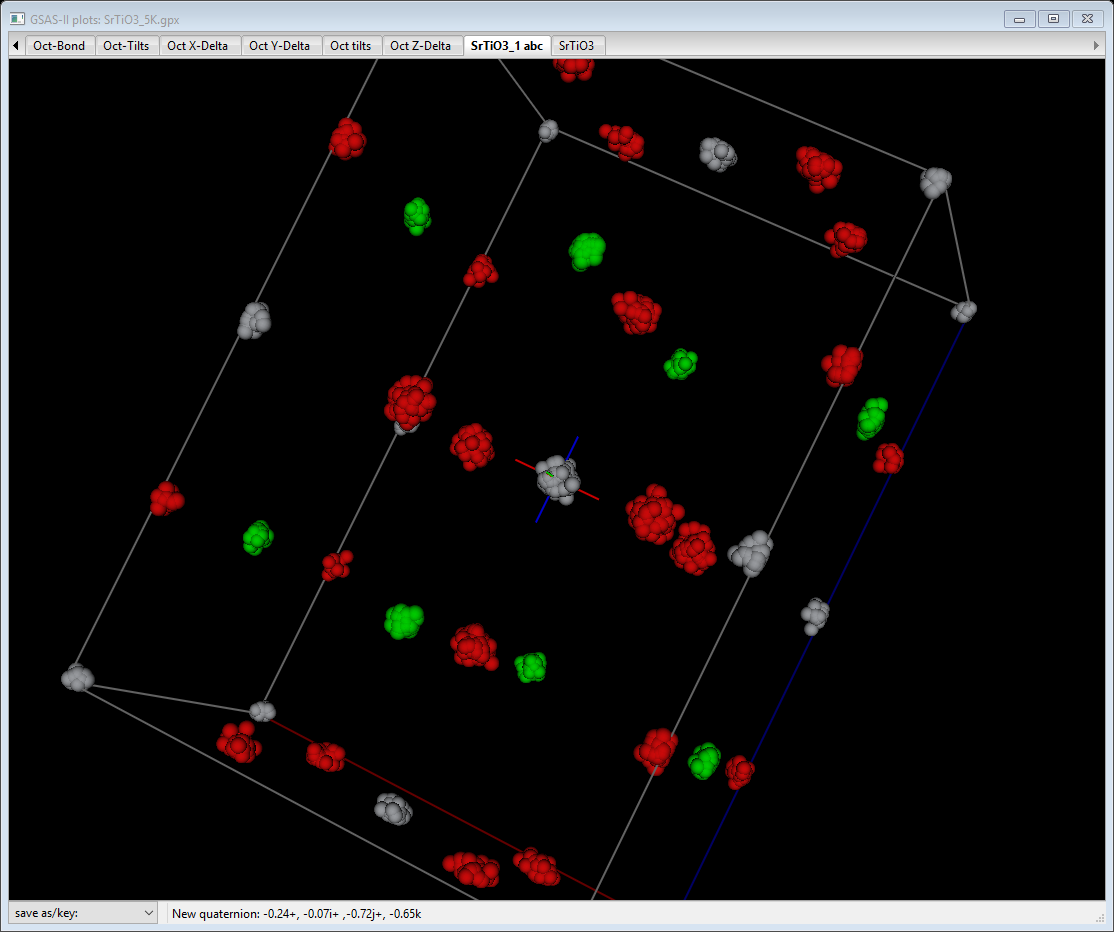 GSAS-II plots: SrTiO3_5K.gpx
Oct-Bond Oct-Tilts Oct X-Delta Oct Y-Delta Oct tilts Oct Z-Delta SrTiO3_1 abc SrTiO3
save as/key: New quaternion: -0.24+, -0.07i+ ,-0.72j+, -0.65k